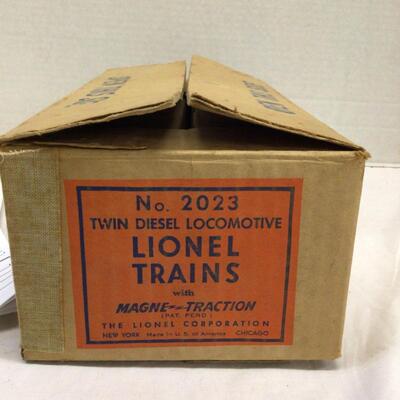 No. 2023
TWIN DIESEL LOCOMOTIVE
LIONEL
TRAINS
with
MAGNE-TRACTION
(PAT. PEND)
THE LIONEL CORPORATION
NEW YORK Made in U.S. of America CHICAGO